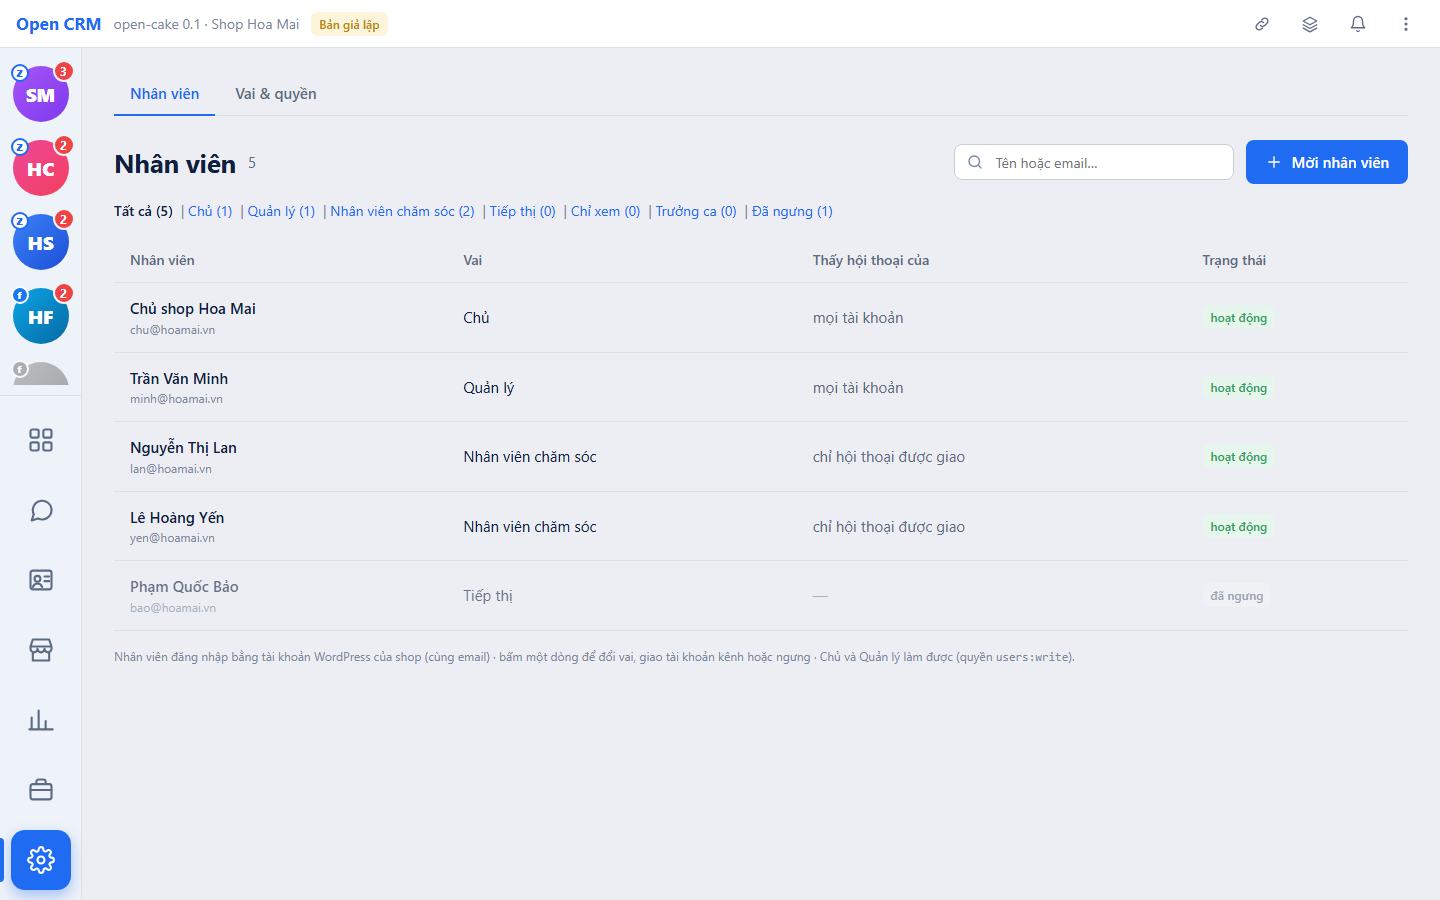 Open CRM open-cake 0.1 · Shop Hoa Mai Bản giả lập
z 3
SM
z 2
HC
z 2
HS
f 2
HF
f
Nhân viên Vai & quyền
Nhân viên 5 Tên hoặc email... + Mời nhân viên
Tất cả (5) | Chủ (1) | Quản lý (1) | Nhân viên chăm sóc (2) | Tiếp thị (0) | Chỉ xem (0) | Trưởng ca (0) | Đã ngưng (1)
Nhân viên Vai Thấy hội thoại của Trạng thái
Chủ shop Hoa Mai
chu@hoamai.vn
Chủ mọi tài khoản hoạt động
Trần Văn Minh
minh@hoamai.vn
Quản lý mọi tài khoản hoạt động
Nguyễn Thị Lan
lan@hoamai.vn
Nhân viên chăm sóc chỉ hội thoại được giao hoạt động
Lê Hoàng Yến
yen@hoamai.vn
Nhân viên chăm sóc chỉ hội thoại được giao hoạt động
Phạm Quốc Bảo
bao@hoamai.vn
Tiếp thị — đã ngưng
Nhân viên đăng nhập bằng tài khoản WordPress của shop (cùng email) · bấm một dòng để đổi vai, giao tài khoản kênh hoặc ngưng · Chủ và Quản lý làm được (quyền users:write).